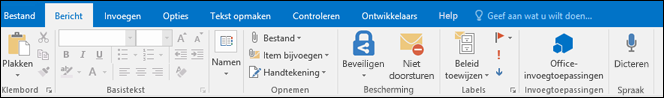 Bestand Bericht Invoegen Opties Tekst opmaken Controleren Ontwikkelaars Help Geef aan wat u wilt doen...
Plakken
B I U A
Klembord
Basistekst
Namen
Bestand
Item bijvoegen
Handtekening
Opnemen
Beveiligen
Niet
doorsturen
Bescherming
Beleid
toewijzen
Labels
Office-
invoegtoepassingen
Invoegtoepassingen
Dicteren
Spraak